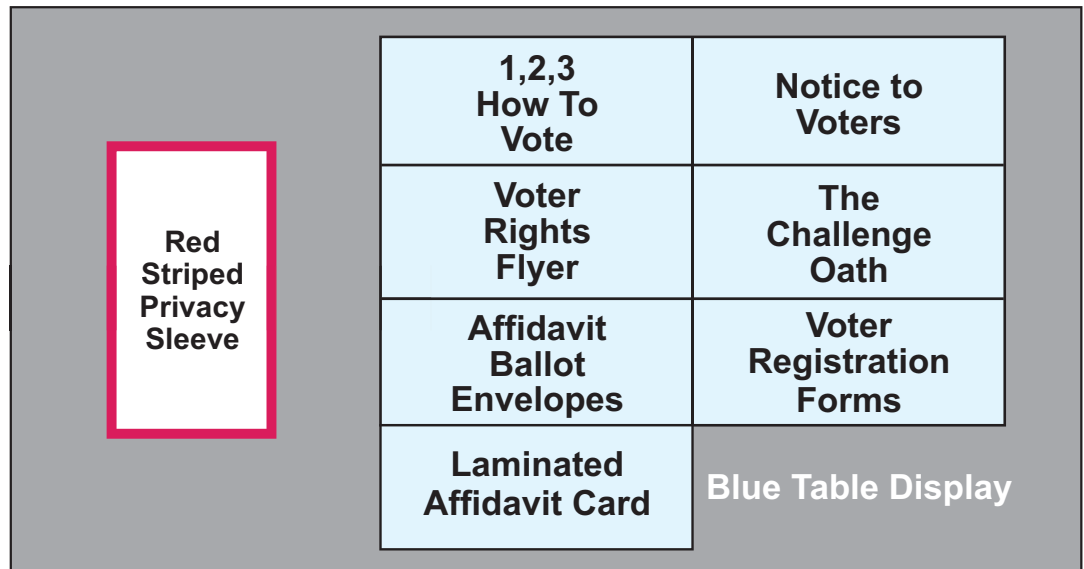 Red
Striped
Privacy
Sleeve
1,2,3
How To
Vote
Notice to
Voters
Voter
Rights
Flyer
The
Challenge
Oath
Affidavit
Ballot
Envelopes
Voter
Registration
Forms
Laminated
Affidavit Card
Blue Table Display